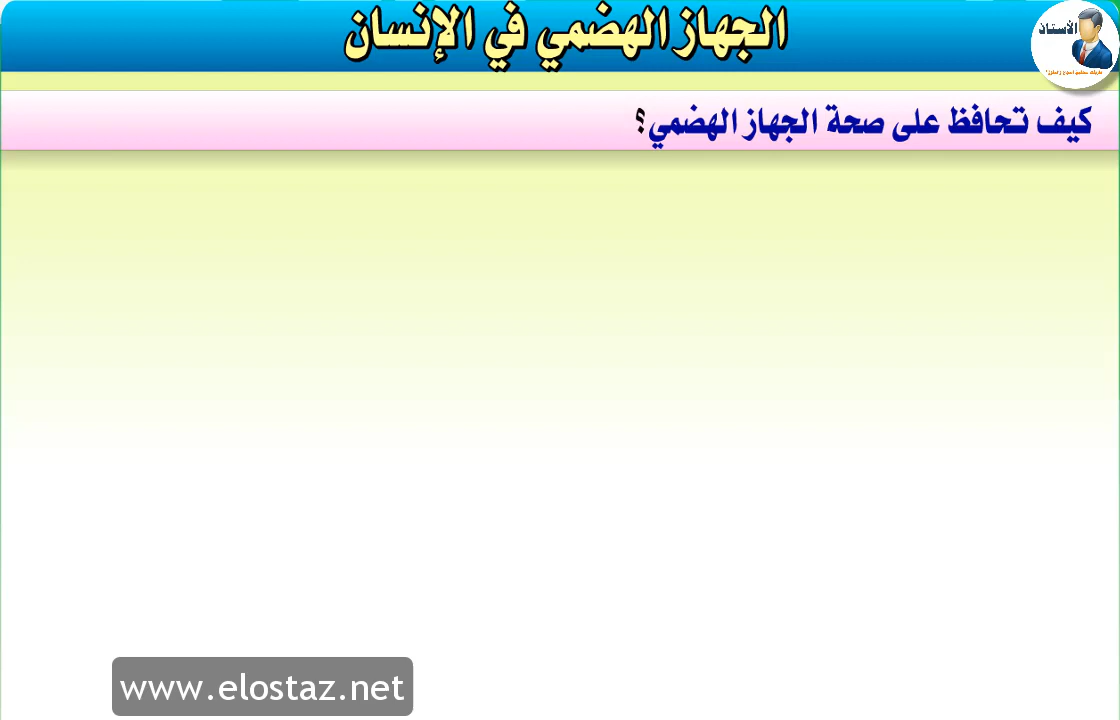 الجهاز الهضمي في الإنسان
الأستاذ
كيف تحافظ على صحة الجهاز الهضمي؟
www.elostaz.net